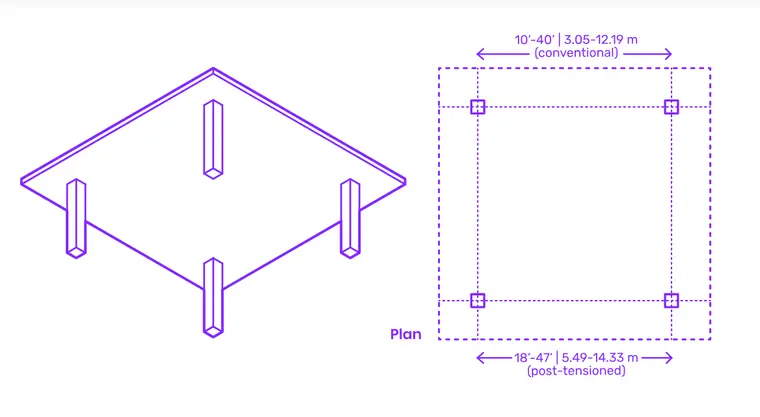 10’-40’ | 3.05-12.19 m
(conventional)
Plan
18’-47’ | 5.49-14.33 m
(post-tensioned)